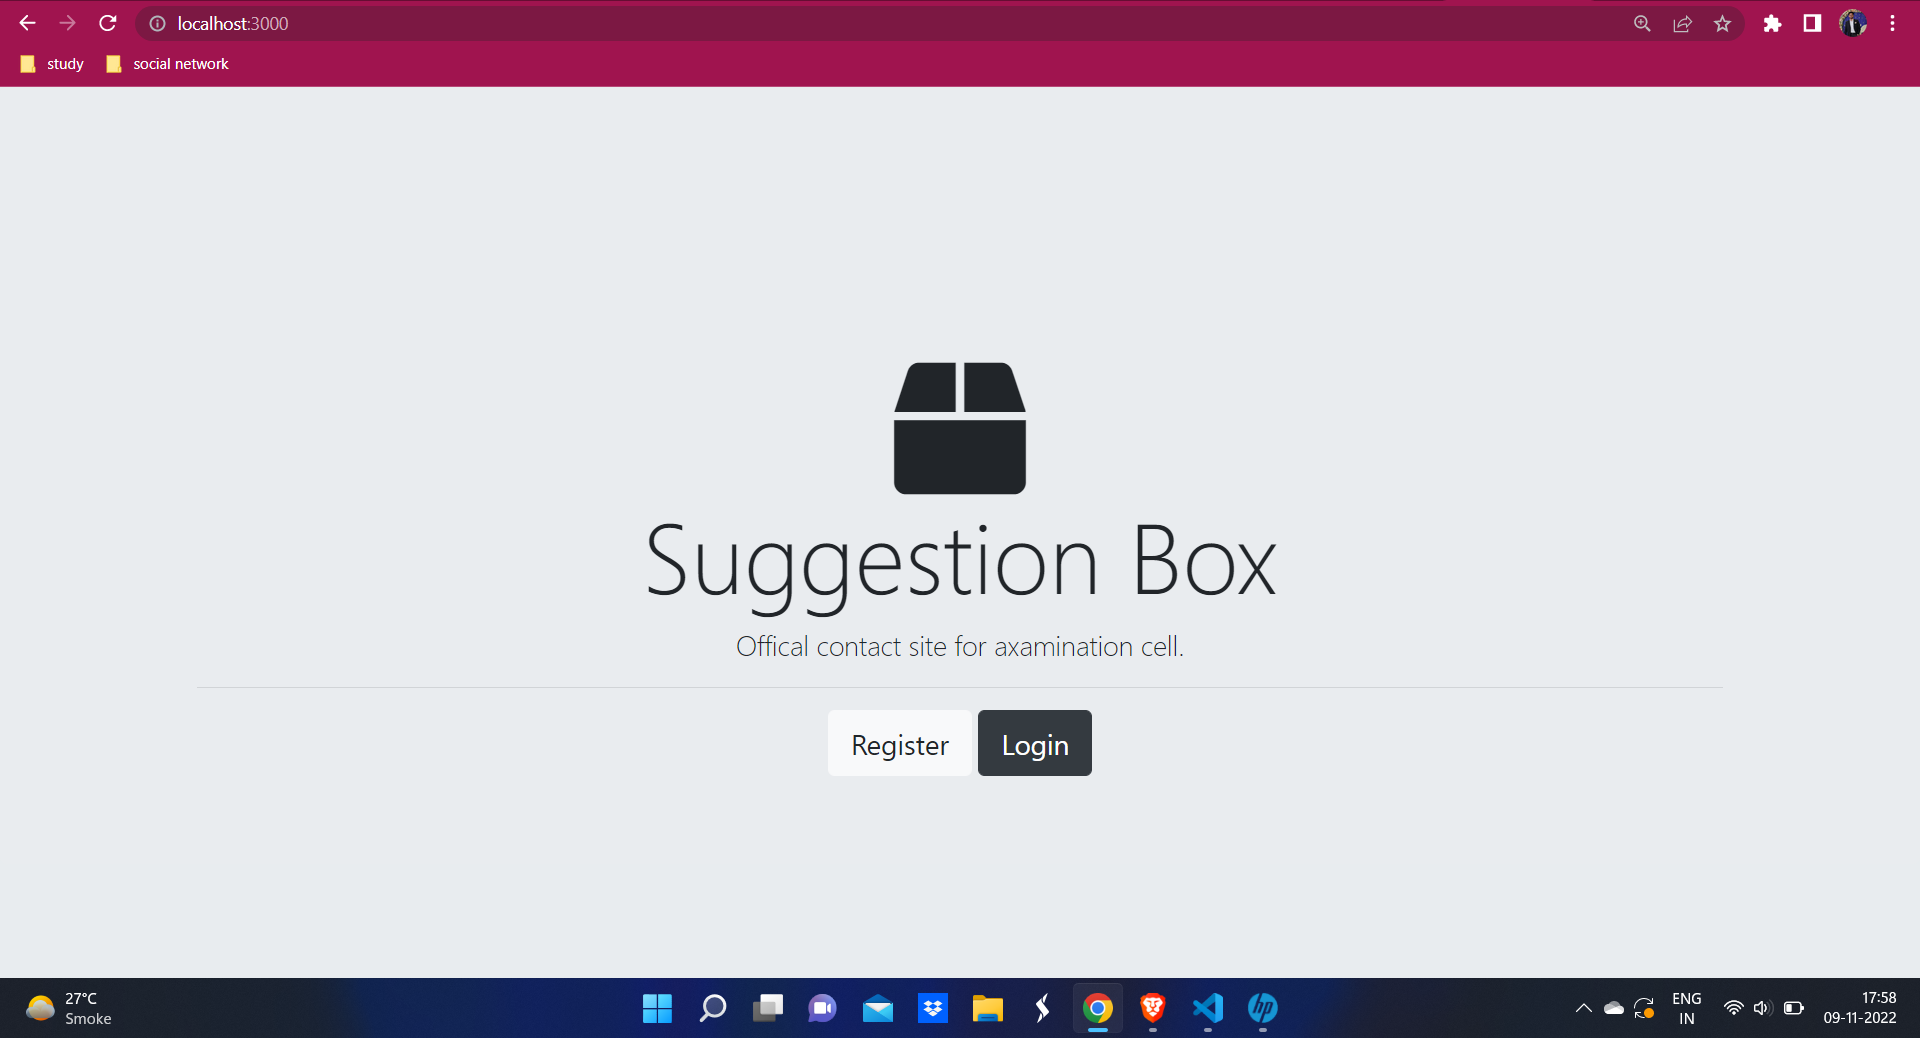 localhost:3000
study
social network
Suggestion Box
Offical contact site for axamination cell.
Register
Login
27°C
Smoke
hp
ENG
IN
17:58
09-11-2022